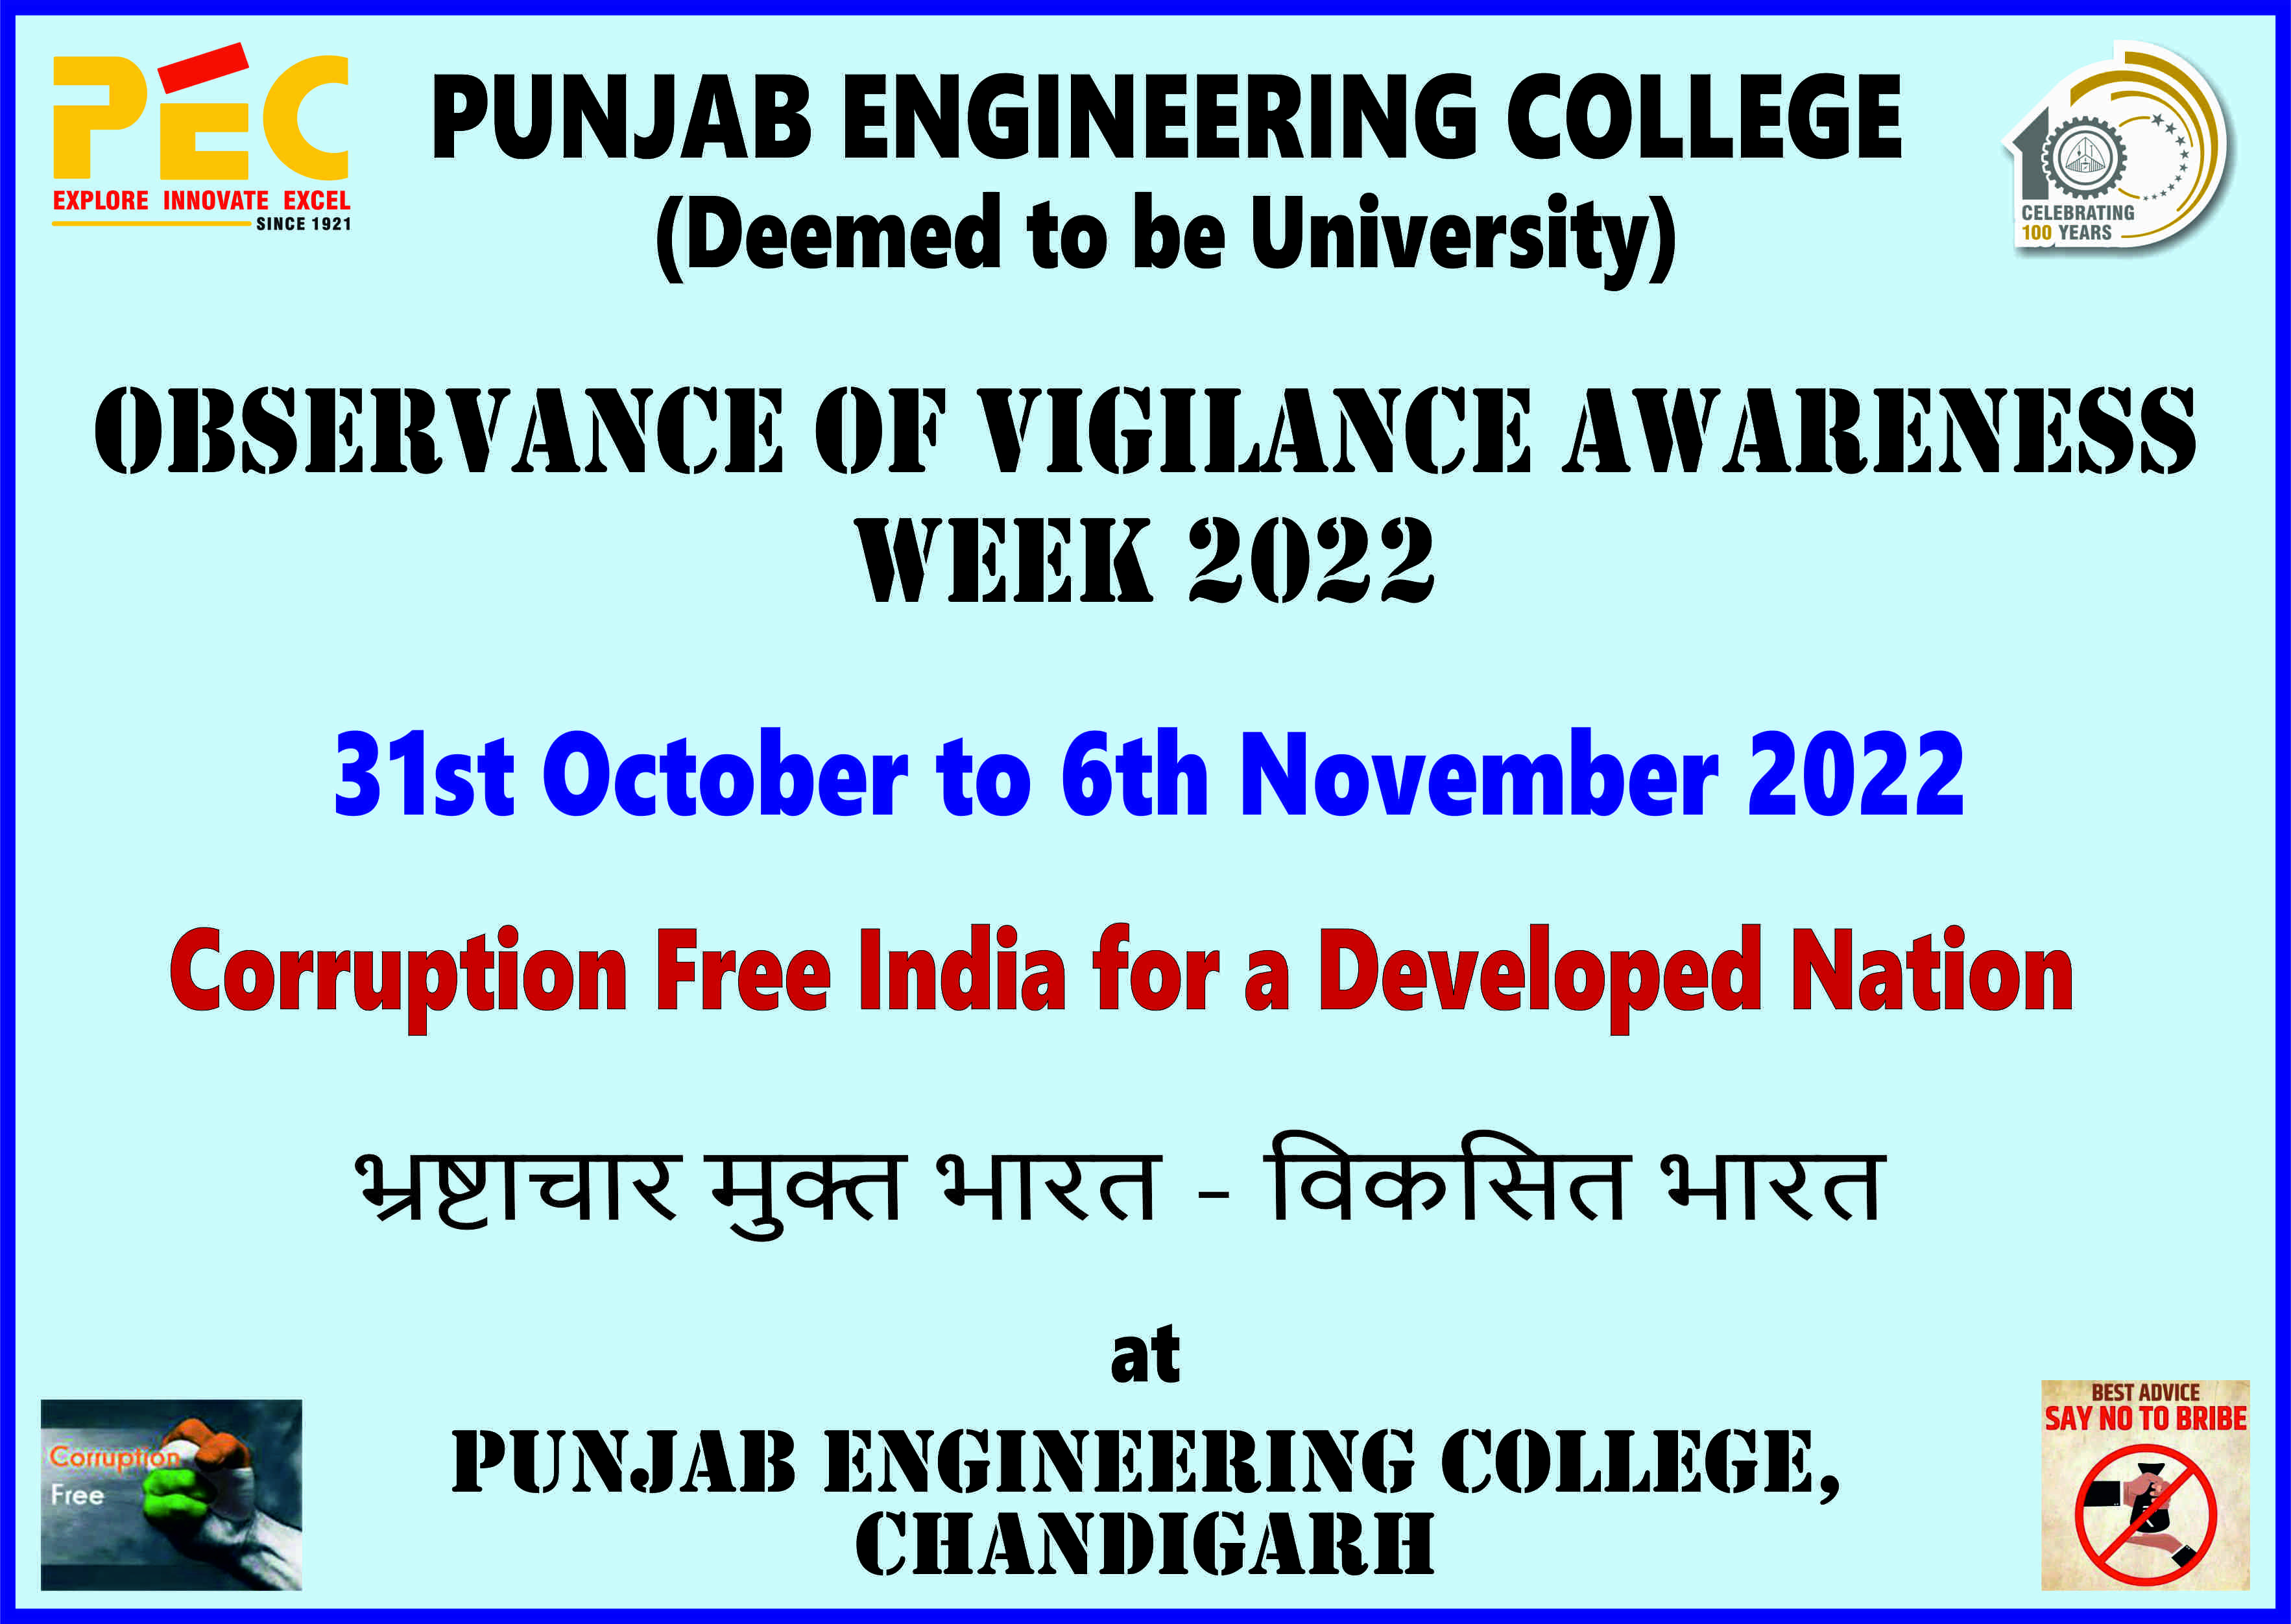 PEC
EXPLORE INNOVATE EXCEL
SINCE 1921
PUNJAB ENGINEERING COLLEGE
(Deemed to be University)
100
CELEBRATING
100 YEARS
OBSERVANCE OF VIGILANCE AWARENESS
WEEK 2022
31st October to 6th November 2022
Corruption Free India for a Developed Nation
भ्रष्टाचार मुक्त भारत - विकसित भारत
at
PUNJAB ENGINEERING COLLEGE,
CHANDIGARH
Corruption
Free
BEST ADVICE
SAY NO TO BRIBE
₹